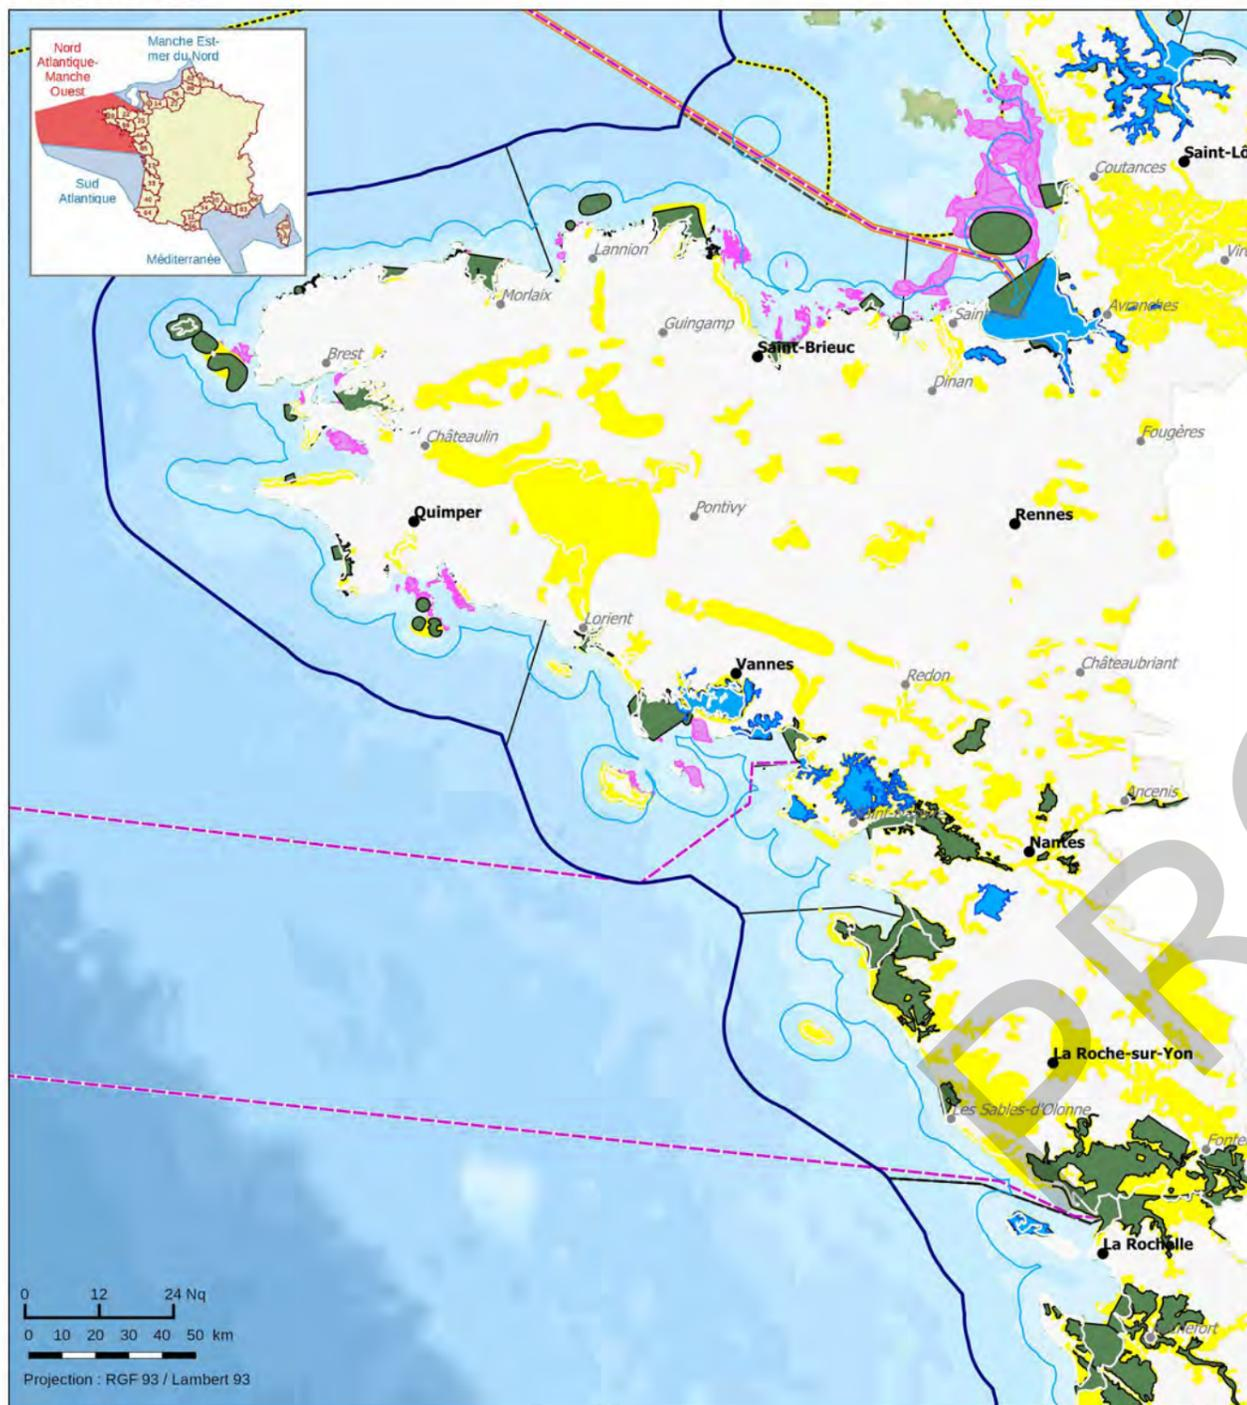 Nord
Atlantique-
Manche
Ouest
Manche Est-
mer du Nord
Sud
Atlantique
Méditerranée
Saint-Lô
Coutances
Lannion
Morlaix
Avranches
Guingamp
Saint-Brieuc
Brest
Dinan
Châteaulin
Fougères
Quimper
Pontivy
Rennes
4
Lorient
Vannes
Redon
Châteaubriant
Ancenis
Nantes
La Roche-sur-Yon
Les Sables-d'Olonne
La Rochelle
0 12 24 Nq
0 10 20 30 40 50 km
Projection : RGF 93 / Lambert 93